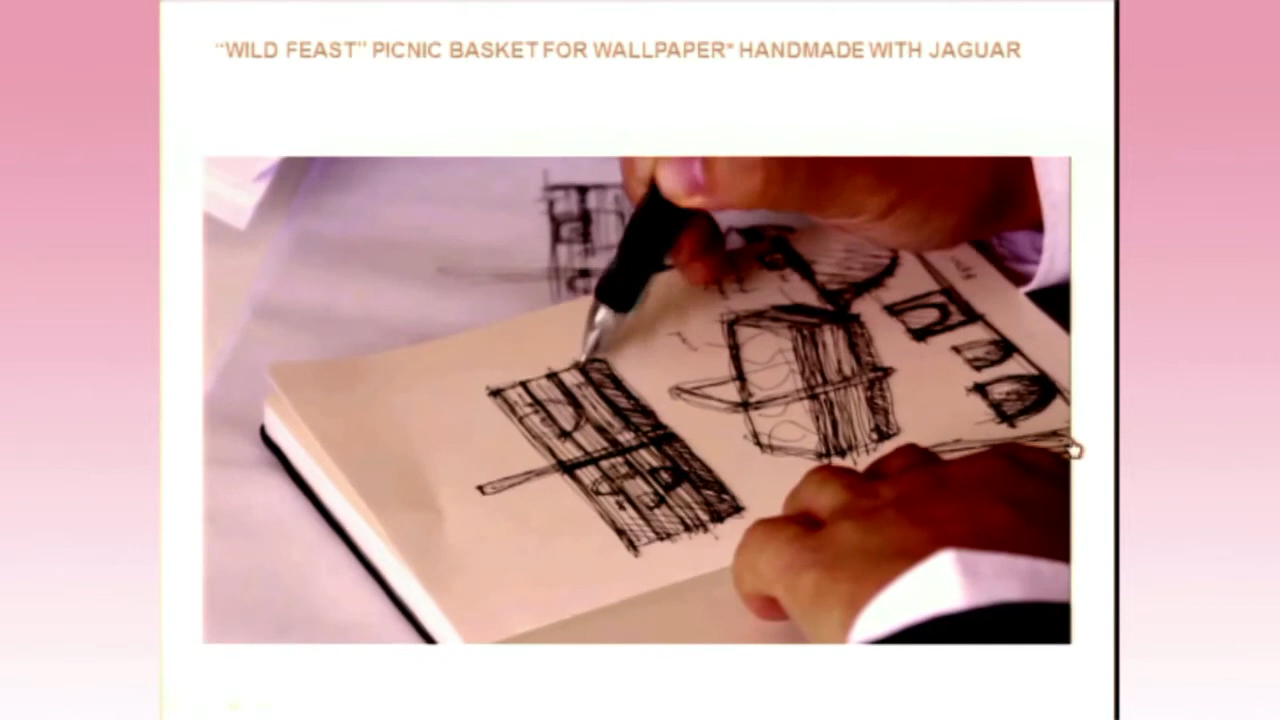 “WILD FEAST” PICNIC BASKET FOR WALLPAPER* HANDMADE WITH JAGUAR